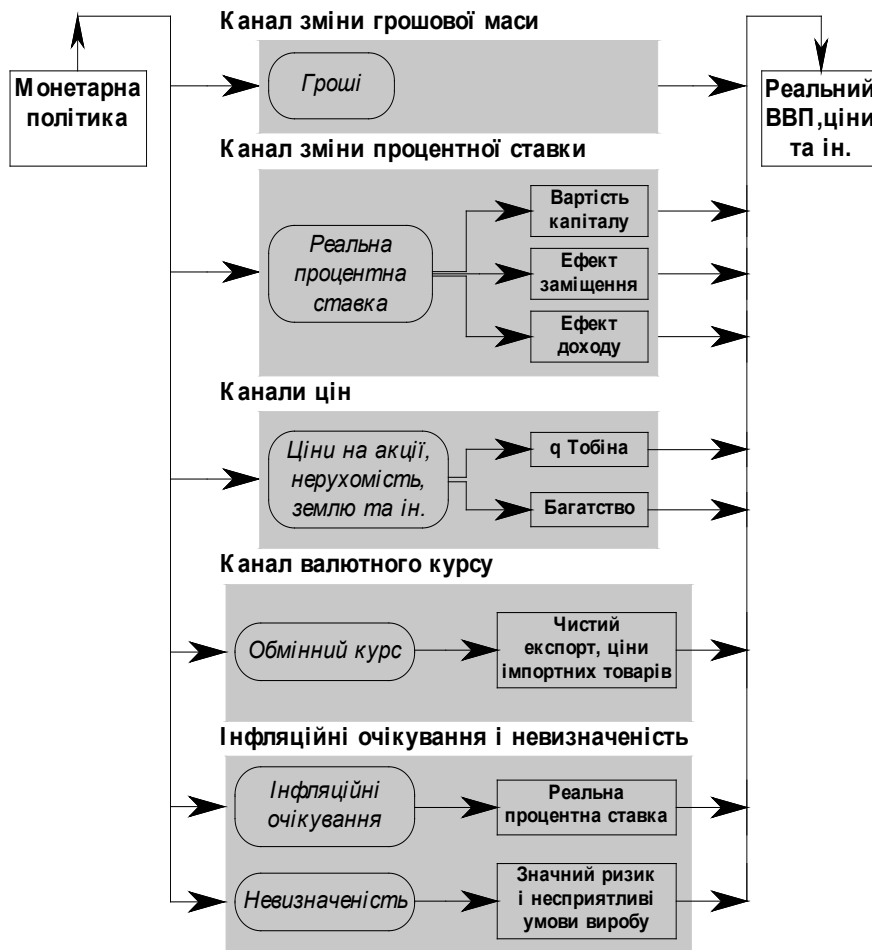 Канал зміни грошової маси
Монетарна
політика
Гроші
Реальний
ВВП,ціни
та ін.
Канал зміни процентної ставки
Реальна
процентна
ставка
Вартість
капіталу
Ефект
заміщення
Ефект
доходу
Канали цін
Ціни на акції,
нерухомість,
землю та ін.
q Тобіна
Багатство
Канал валютного курсу
Обмінний курс
Чистий
експорт, ціни
імпортних товарів
Інфляційні очікування і невизначеність
Інфляційні
очікування
Реальна
процентна ставка
Невизначеність
Значний ризик
і несприятливі
умови виробу